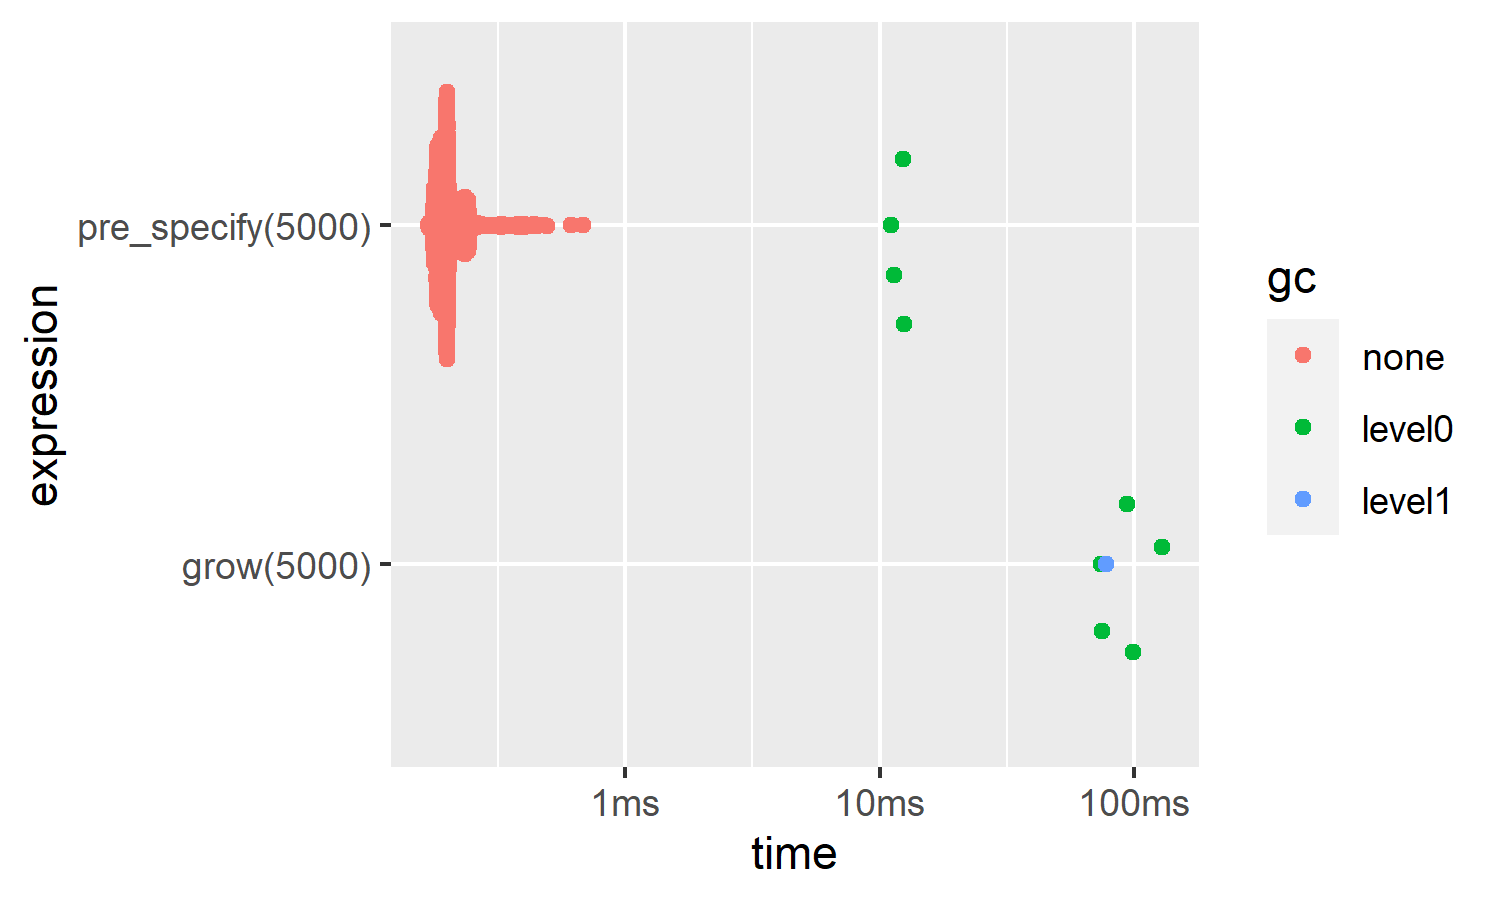 expression
pre_specify(5000)
grow(5000)
1ms
10ms
100ms
time
gc
none
level0
level1